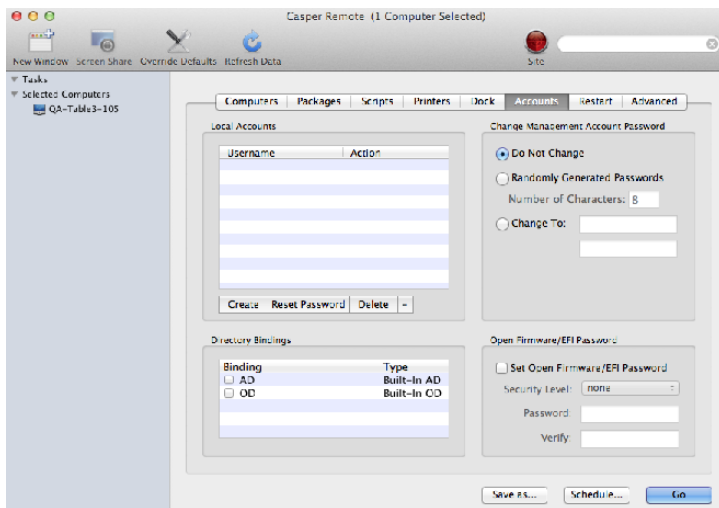 Casper Remote (1 Computer Selected)
New Window Screen Share Override Defaults Refresh Data Site
Tasks
Selected Computers
QA-Table3-105
Computers Packages Scripts Printers Dock Accounts Restart Advanced
Local Accounts
Username Action
Create Reset Password Delete -
Change Management Account Password
Do Not Change
Randomly Generated Passwords
Number of Characters: 8
Change To:
Directory Bindings
Binding Type
AD Built-In AD
OD Built-In OD
Open Firmware/EFI Password
Set Open Firmware/EFI Password
Security Level: none
Password:
Verify:
Save as... Schedule... Go